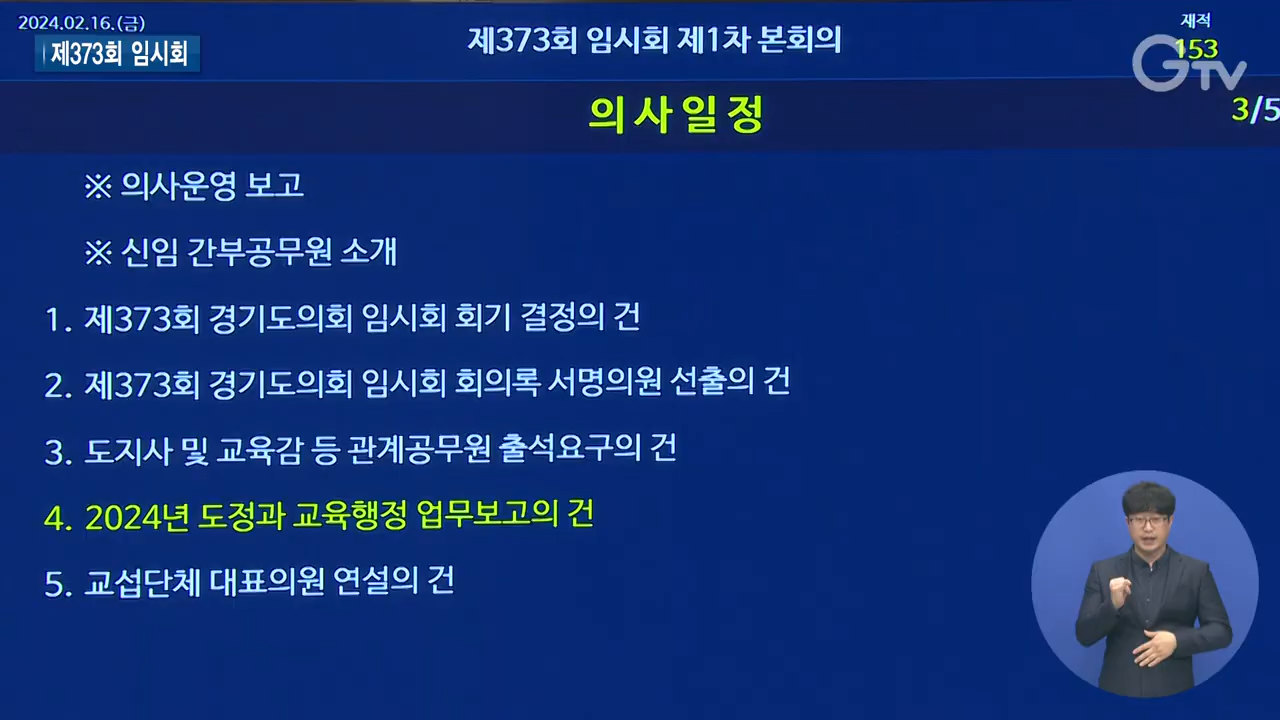 2024.02.16.(금)
제373회 임시회
제373회 임시회 제1차 본회의
재적
153
GTV
의사일정
3/5
※ 의사운영 보고
※ 신임 간부공무원 소개
1. 제373회 경기도의회 임시회 회기 결정의 건
2. 제373회 경기도의회 임시회 회의록 서명의원 선출의 건
3. 도지사 및 교육감 등 관계공무원 출석요구의 건
4. 2024년 도정과 교육행정 업무보고의 건
5. 교섭단체 대표의원 연설의 건